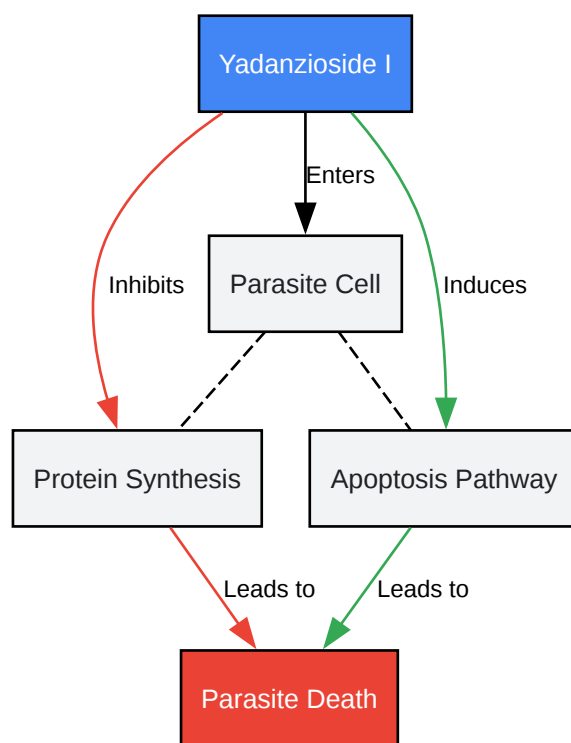 Yadanzioside I
Enters
Parasite Cell
Inhibits
Induces
Protein Synthesis
Apoptosis Pathway
Leads to
Leads to
Parasite Death